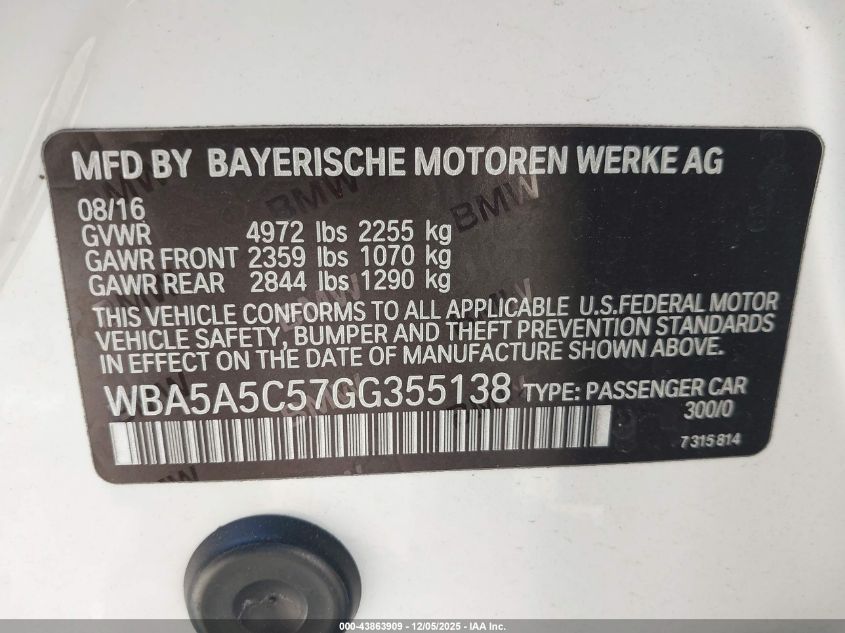 MFD BY BAYERISCHE MOTOREN WERKE AG
08/16
GVWR 4972 lbs 2255 kg
GAWR FRONT 2359 lbs 1070 kg
GAWR REAR 2844 lbs 1290 kg
THIS VEHICLE CONFORMS TO ALL APPLICABLE U.S.FEDERAL MOTOR
VEHICLE SAFETY, BUMPER AND THEFT PREVENTION STANDARDS
IN EFFECT ON THE DATE OF MANUFACTURE SHOWN ABOVE.
WBA5A5C57GG355138 TYPE: PASSENGER CAR
300/0
7 315 814
000-43863909 - 12/05/2025 - IAA Inc.